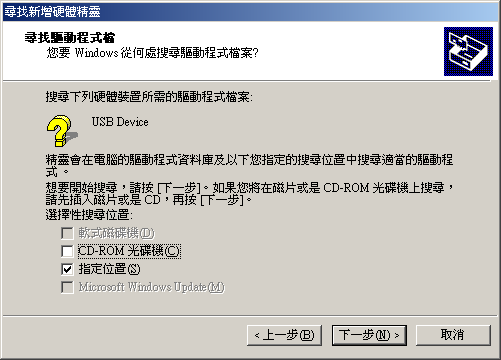 尋找新增硬體精靈
尋找驅動程式檔
您要 Windows 從何處搜尋驅動程式檔案?
搜尋下列硬體裝置所需的驅動程式檔案:
USB Device
精靈會在電腦的驅動程式資料庫及以下您指定的搜尋位置中搜尋適當的驅動程
式 。
想要開始搜尋，請按 [下一步]。如果您將在磁片或是 CD-ROM 光碟機上搜尋，
請先插入磁片或是 CD，再按 [下一步]。
選擇性搜尋位置:
軟式磁碟機(D)
CD-ROM 光碟機(C)
指定位置(S)
Microsoft Windows Update(M)
< 上一步(B) 下一步(N) > 取消